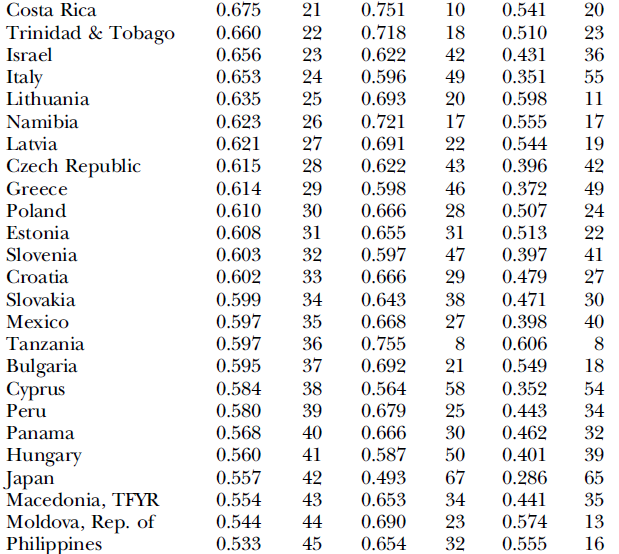 Costa Rica 0.675 21 0.751 10 0.541 20
Trinidad & Tobago 0.660 22 0.718 18 0.510 23
Israel 0.656 23 0.622 42 0.431 36
Italy 0.653 24 0.596 49 0.351 55
Lithuania 0.635 25 0.693 20 0.598 11
Namibia 0.623 26 0.721 17 0.555 17
Latvia 0.621 27 0.691 22 0.544 19
Czech Republic 0.615 28 0.622 43 0.396 42
Greece 0.614 29 0.598 46 0.372 49
Poland 0.610 30 0.666 28 0.507 24
Estonia 0.608 31 0.655 31 0.513 22
Slovenia 0.603 32 0.597 47 0.397 41
Croatia 0.602 33 0.666 29 0.479 27
Slovakia 0.599 34 0.643 38 0.471 30
Mexico 0.597 35 0.668 27 0.398 40
Tanzania 0.597 36 0.755 8 0.606 8
Bulgaria 0.595 37 0.692 21 0.549 18
Cyprus 0.584 38 0.564 58 0.352 54
Peru 0.580 39 0.679 25 0.443 34
Panama 0.568 40 0.666 30 0.462 32
Hungary 0.560 41 0.587 50 0.401 39
Japan 0.557 42 0.493 67 0.286 65
Macedonia, TFYR 0.554 43 0.653 34 0.441 35
Moldova, Rep. of 0.544 44 0.690 23 0.574 13
Philippines 0.533 45 0.654 32 0.555 16